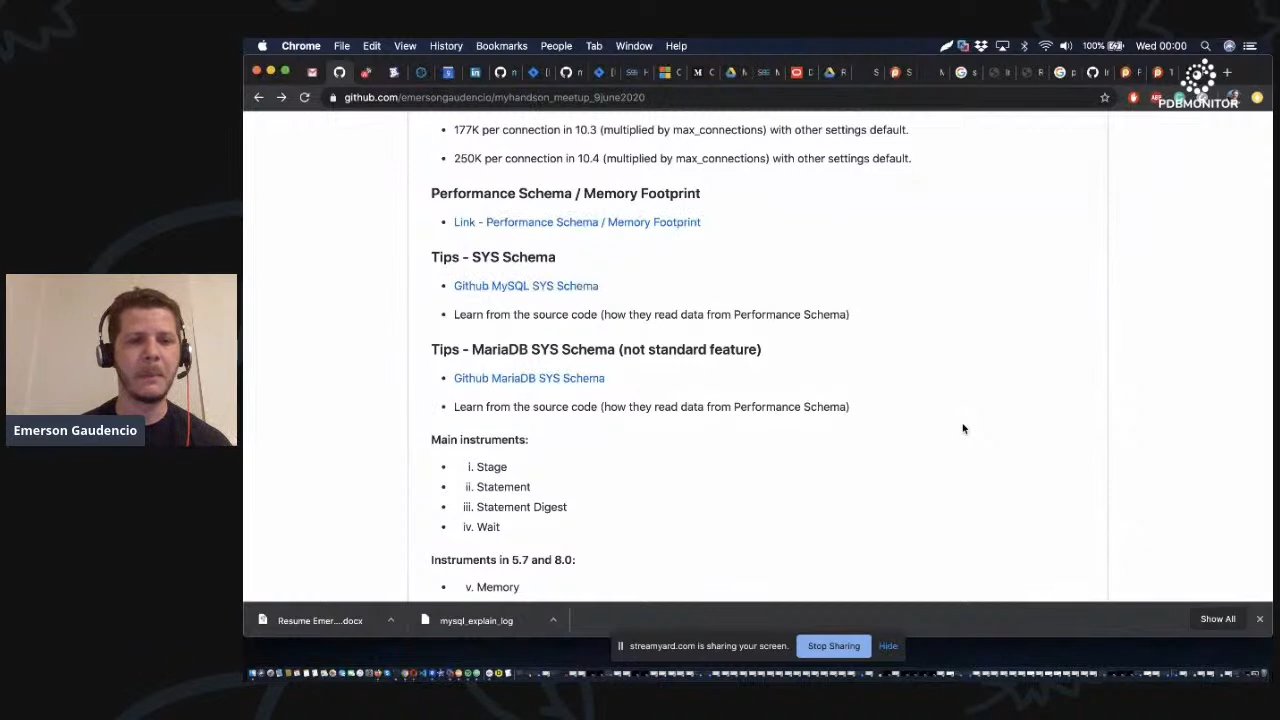 Chrome File Edit View History Bookmarks People Tab Window Help
100% Wed 00:00
github.com/emersongaudencio/myhandson_meetup_9june2020
PDBMONITOR
177K per connection in 10.3 (multiplied by max_connections) with other settings default.
250K per connection in 10.4 (multiplied by max_connections) with other settings default.
Performance Schema / Memory Footprint
Link - Performance Schema / Memory Footprint
Tips - SYS Schema
Github MySQL SYS Schema
Learn from the source code (how they read data from Performance Schema)
Tips - MariaDB SYS Schema (not standard feature)
Github MariaDB SYS Schema
Learn from the source code (how they read data from Performance Schema)
Main instruments:
i. Stage
ii. Statement
iii. Statement Digest
iv. Wait
Instruments in 5.7 and 8.0:
v. Memory
Emerson Gaudencio
Resume Emer....docx
mysql_explain_log
Show All
streamyard.com is sharing your screen.
Stop Sharing
Hide